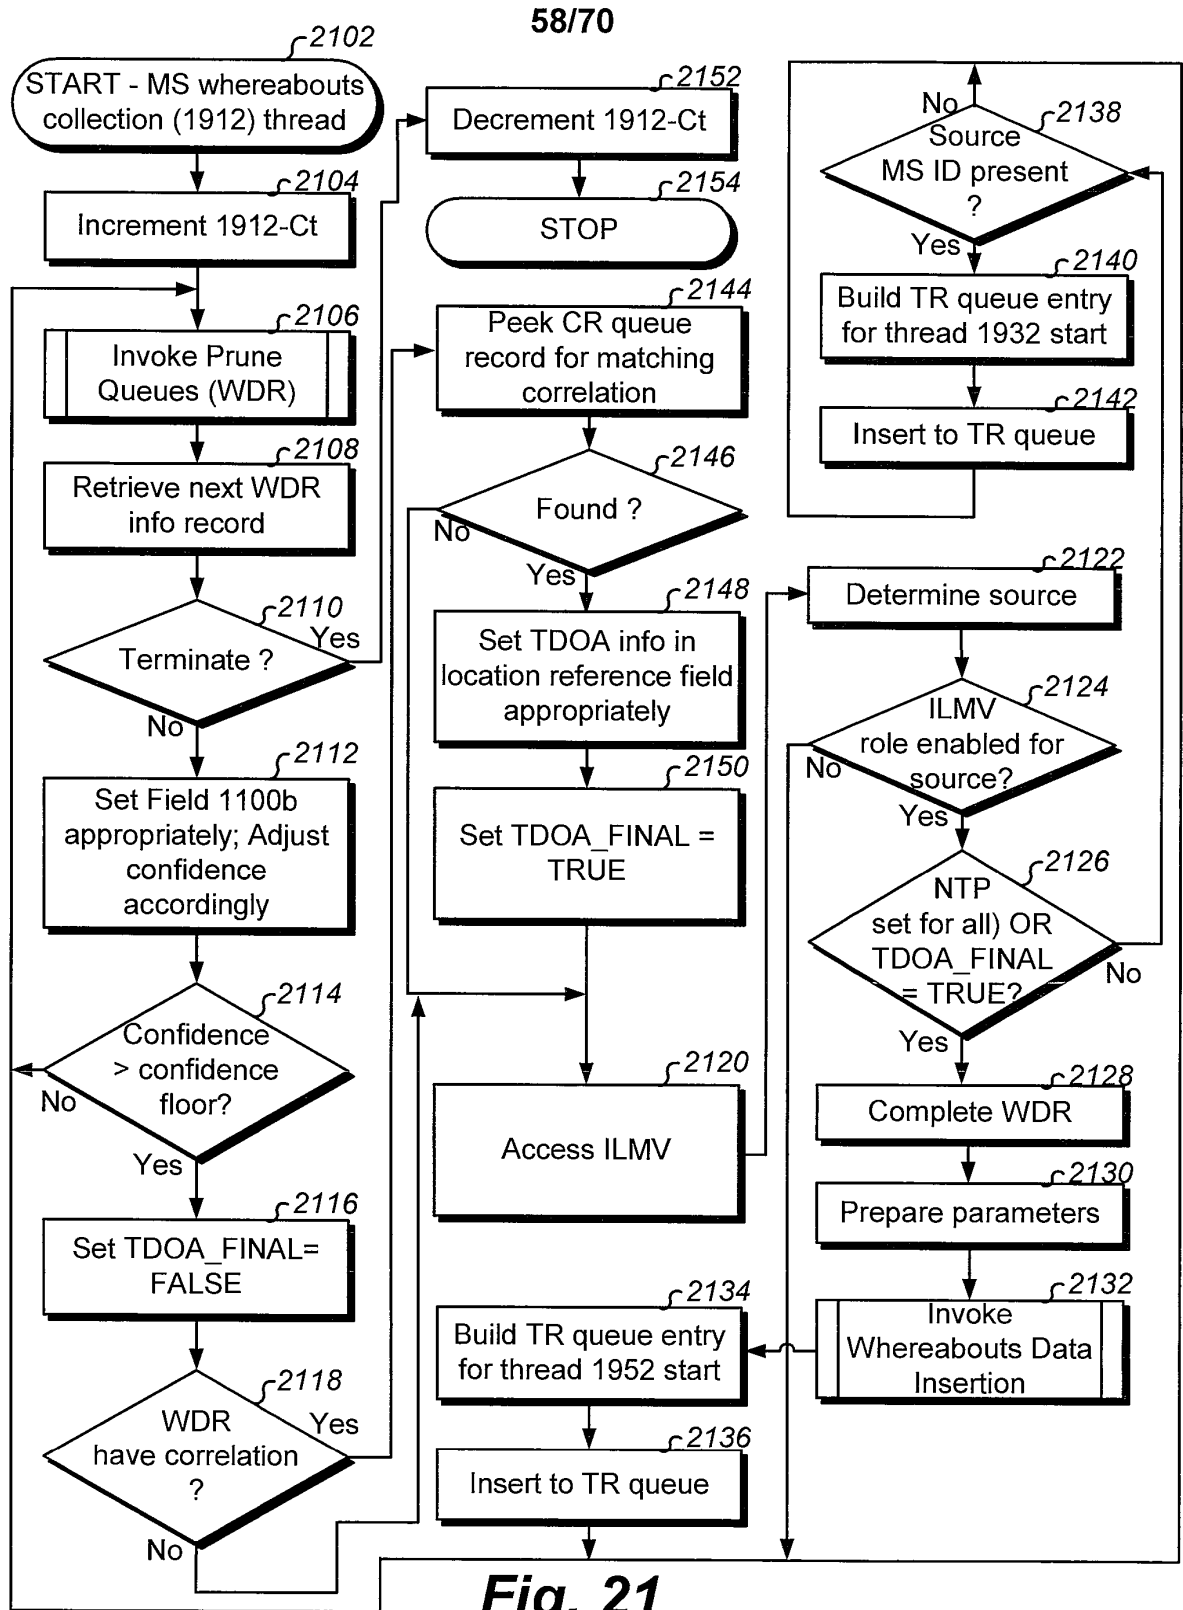 58/70
2102
START - MS whereabouts
collection (1912) thread
2104
Increment 1912-Ct
2106
Invoke Prune
Queues (WDR)
2108
Retrieve next WDR
info record
2110
Terminate ?
Yes
No
2112
Set Field 1100b
appropriately; Adjust
confidence
accordingly
2114
Confidence
> confidence
floor?
No
Yes
2116
Set TDOA_FINAL=
FALSE
2118
WDR
have correlation
?
Yes
No
2152
Decrement 1912-Ct
2154
STOP
2144
Peek CR queue
record for matching
correlation
2146
Found ?
No
Yes
2148
Set TDOA info in
location reference field
appropriately
2150
Set TDOA_FINAL =
TRUE
2120
Access ILMV
2134
Build TR queue entry
for thread 1952 start
2136
Insert to TR queue
No
2138
Source
MS ID present
?
Yes
2140
Build TR queue entry
for thread 1932 start
2142
Insert to TR queue
2122
Determine source
2124
ILMV
role enabled for
source?
No
Yes
2126
NTP
set for all) OR
TDOA_FINAL
= TRUE?
No
Yes
2128
Complete WDR
2130
Prepare parameters
2132
Invoke
Whereabouts Data
Insertion
Fig. 21